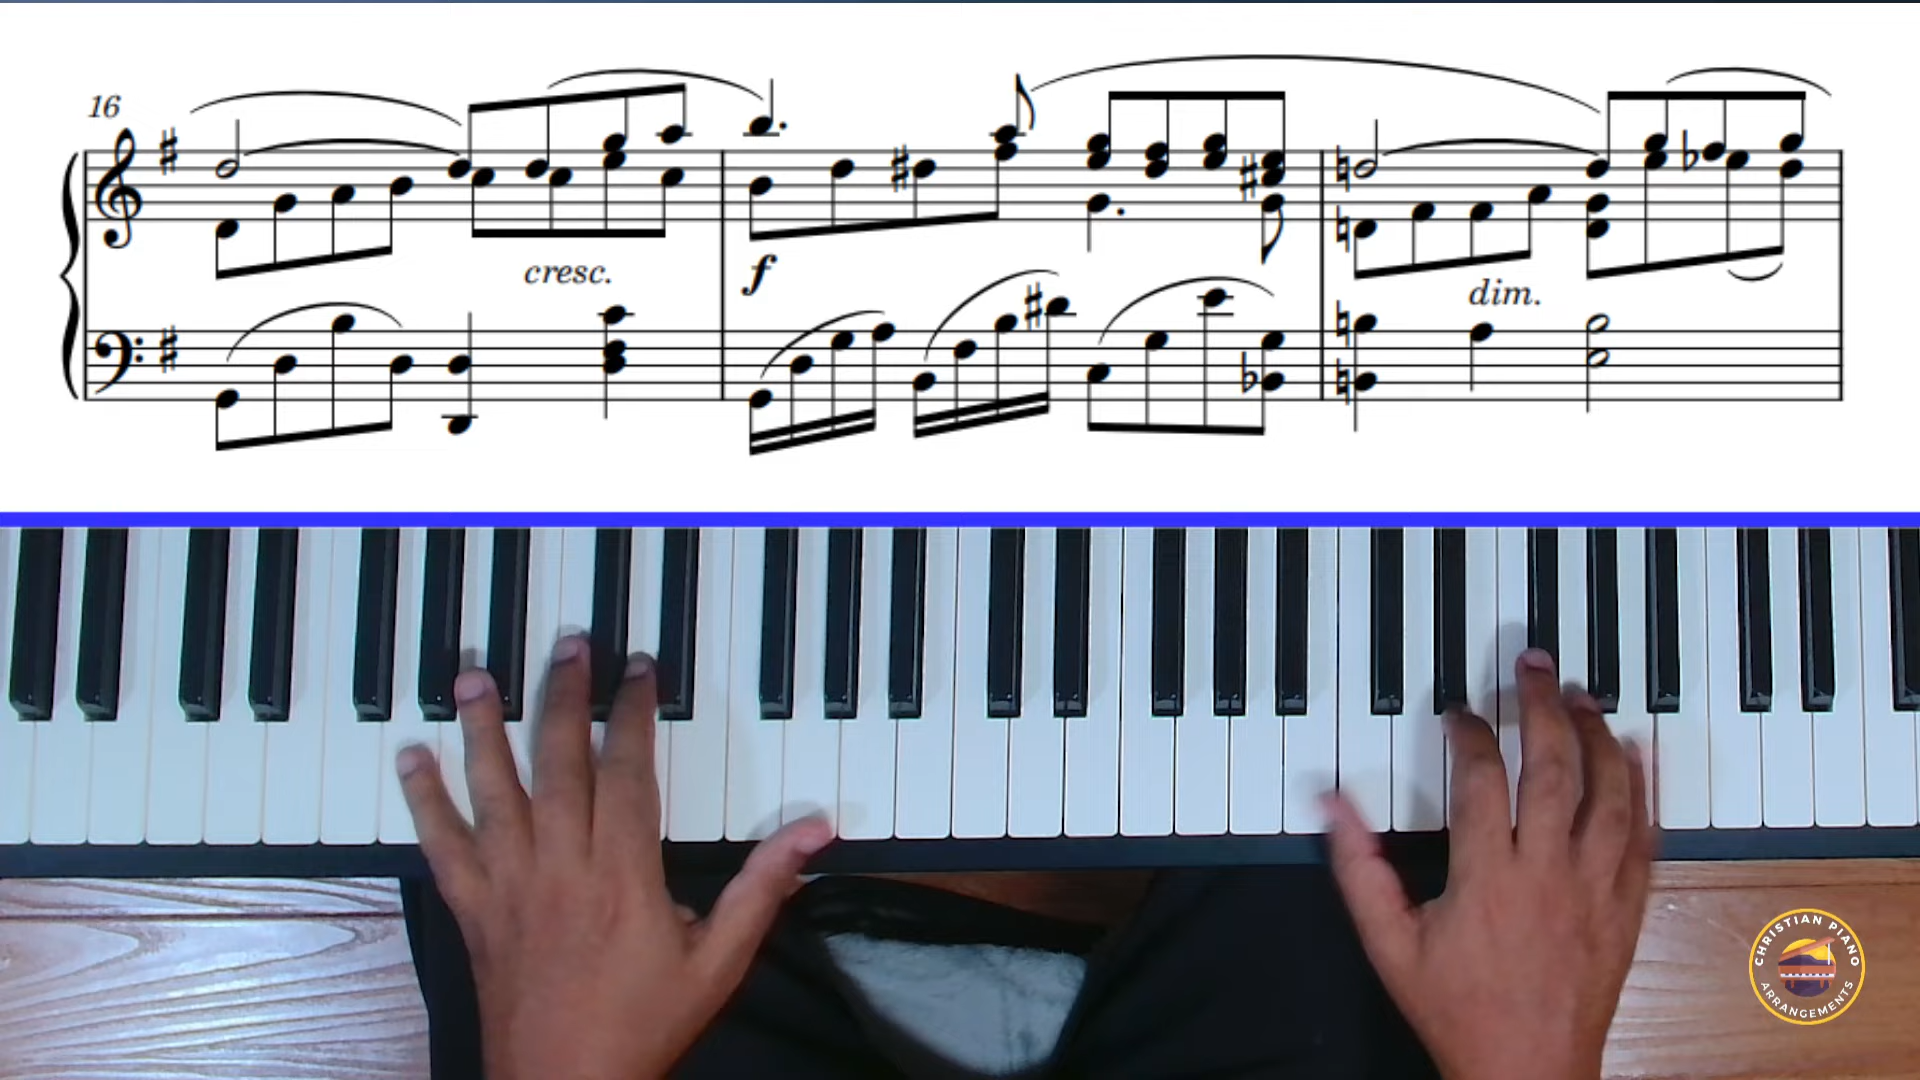 16
cresc.
f
dim.
CHRISTIAN PIANO
ARRANGEMENTS